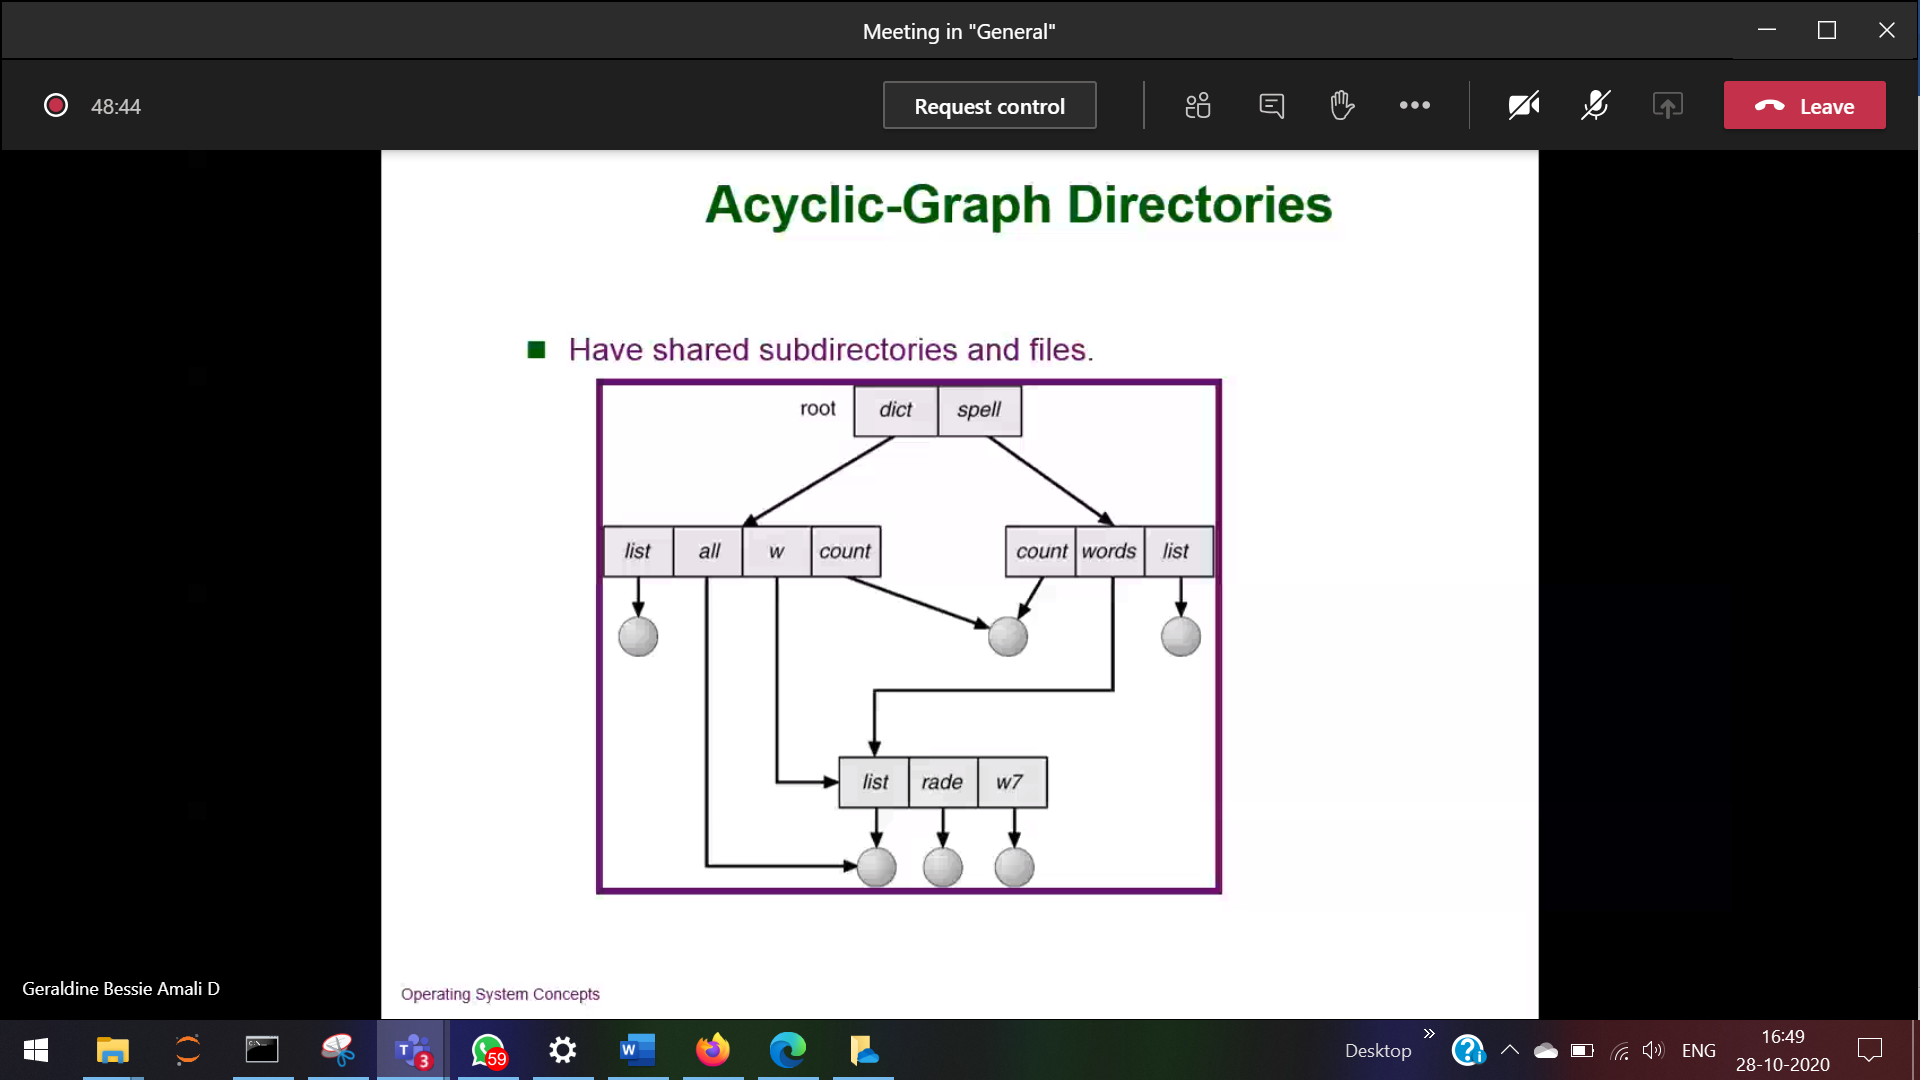 Meeting in "General"
48:44
Request control
Leave
Acyclic-Graph Directories
Have shared subdirectories and files.
root
dict spell
list all w count
count words list
list rade w7
Geraldine Bessie Amali D
Operating System Concepts
T 3
59
W
Desktop
»
ENG
16:49
28-10-2020